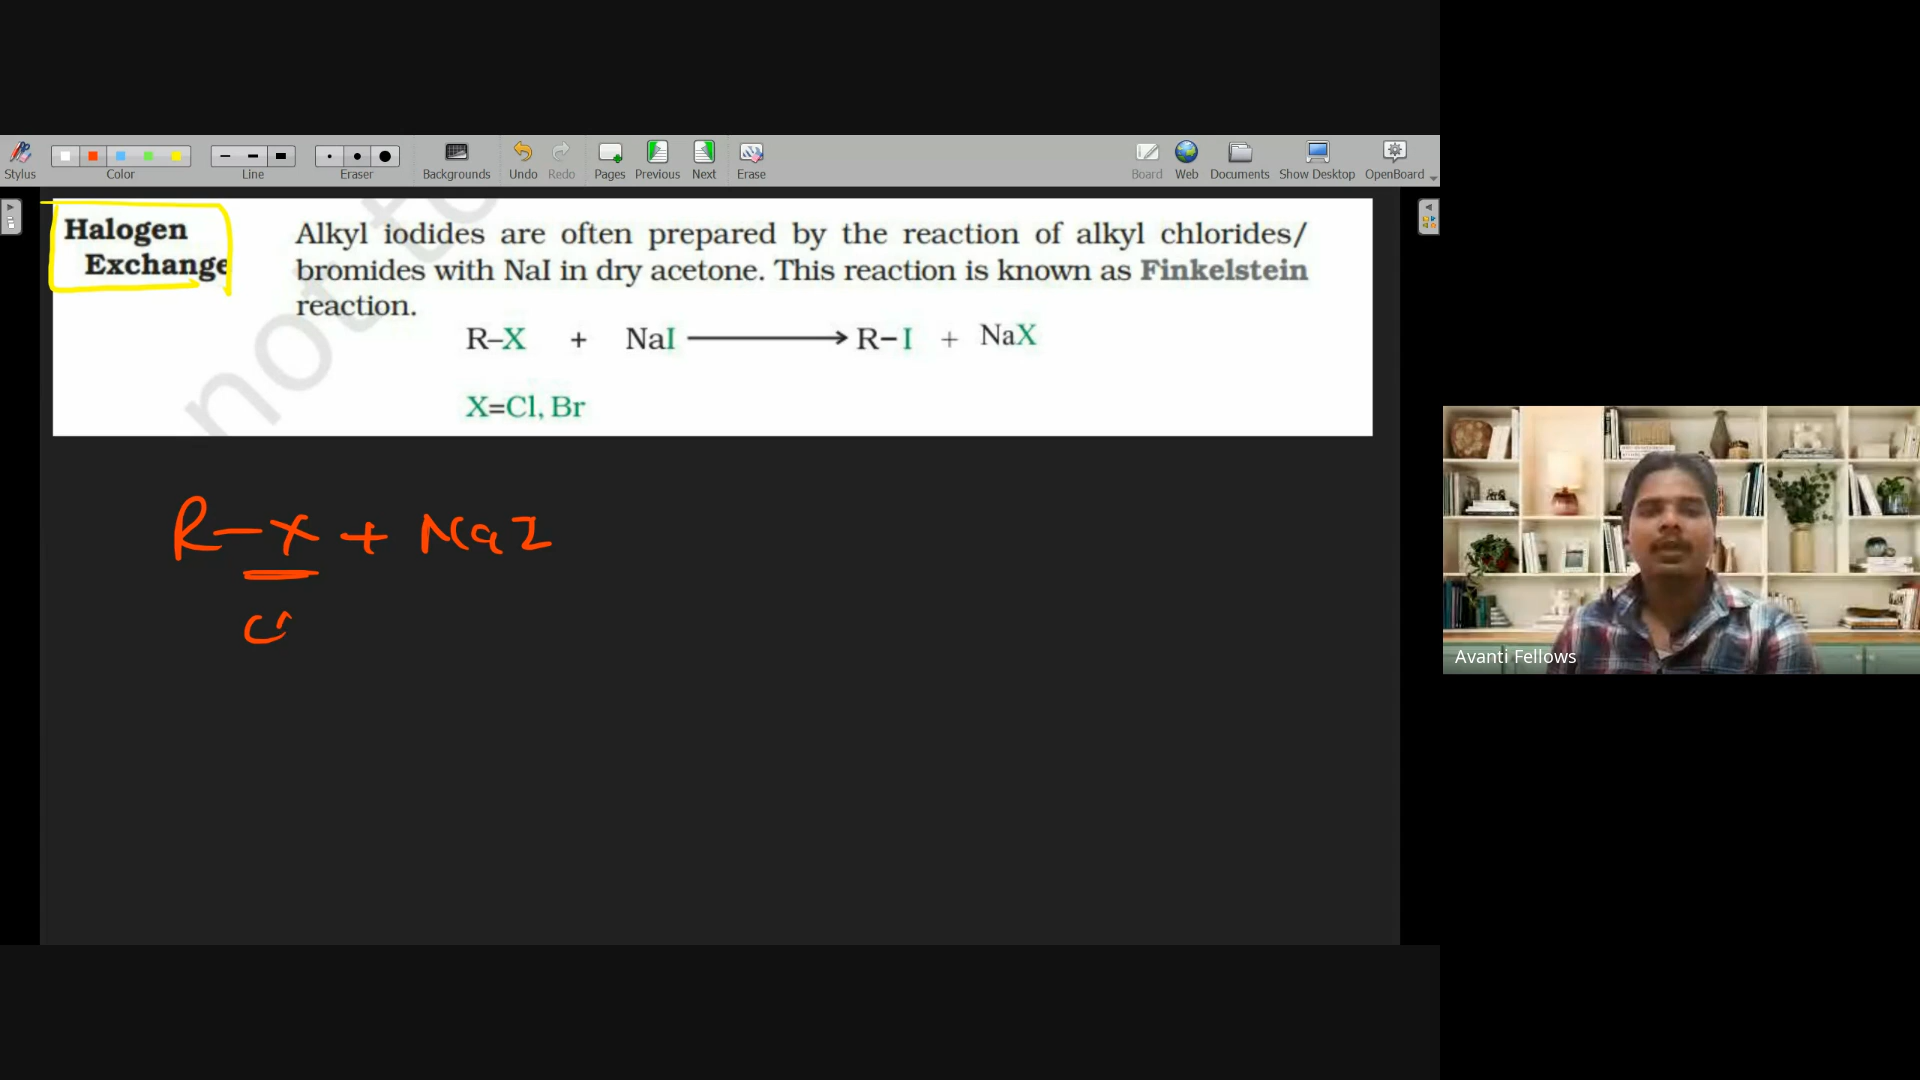 Stylus Color Line Eraser Backgrounds Undo Redo Pages Previous Next Erase Board Web Documents Show Desktop OpenBoard
Halogen
Exchange
Alkyl iodides are often prepared by the reaction of alkyl chlorides/
bromides with NaI in dry acetone. This reaction is known as Finkelstein
reaction.
R–X + NaI ⟶ R–I + NaX
X=Cl, Br
not to
R–X + NaI
Avanti Fellows